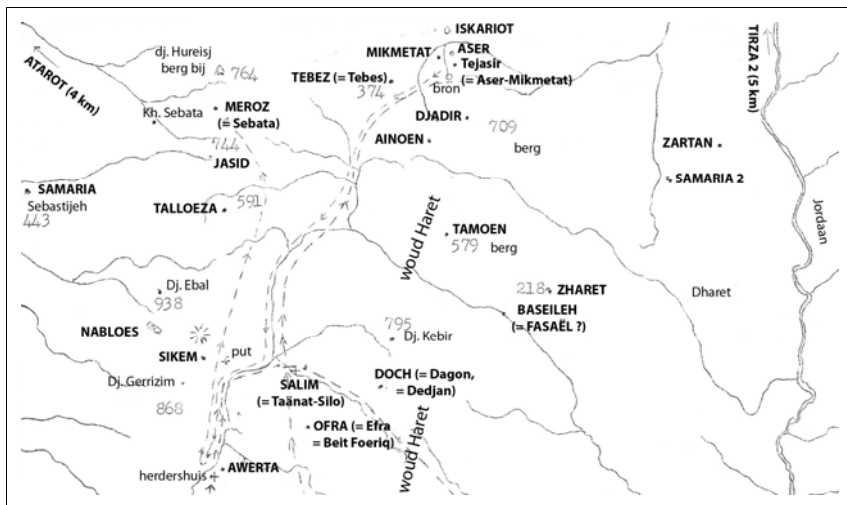 ISKARIOT
dj. Hureisj
berg bij
764
MIKMETAT
ASER
Tejasir
(= Aser-Mikmetat)
TIRZA 2 (5 km)
ATAROT (4 km)
TEBEZ (= Tebes)
374
bron
Kh. Sebata
MEROZ
(= Sebata)
DJADIR
709
berg
744
AINOEN
ZARTAN
JASID
SAMARIA
Sebastijeh
443
SAMARIA 2
TALLOEZA
591
woud Haret
Jordaan
TAMOEN
579 berg
Dj. Ebal
938
218
ZHARET
Dharet
BASEILEH
(= FASAËL ?)
NABLOES
795
Dj. Kebir
SIKEM
put
Dj. Gerrizim
868
SALIM
(= Taänat-Silo)
DOCH (= Dagon,
= Dedjan)
OFRA (= Efra
= Beit Foeriq)
woud Haret
herdershuis
AWERTA